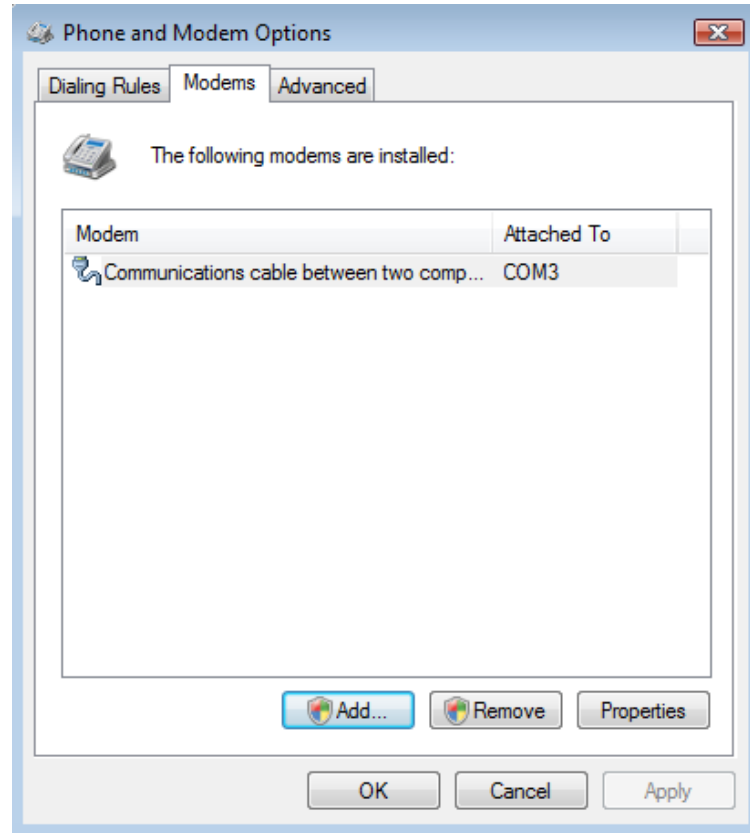 Phone and Modem Options
Dialing Rules Modems Advanced
The following modems are installed:
Modem Attached To
Communications cable between two comp... COM3
Add... Remove Properties
OK Cancel Apply